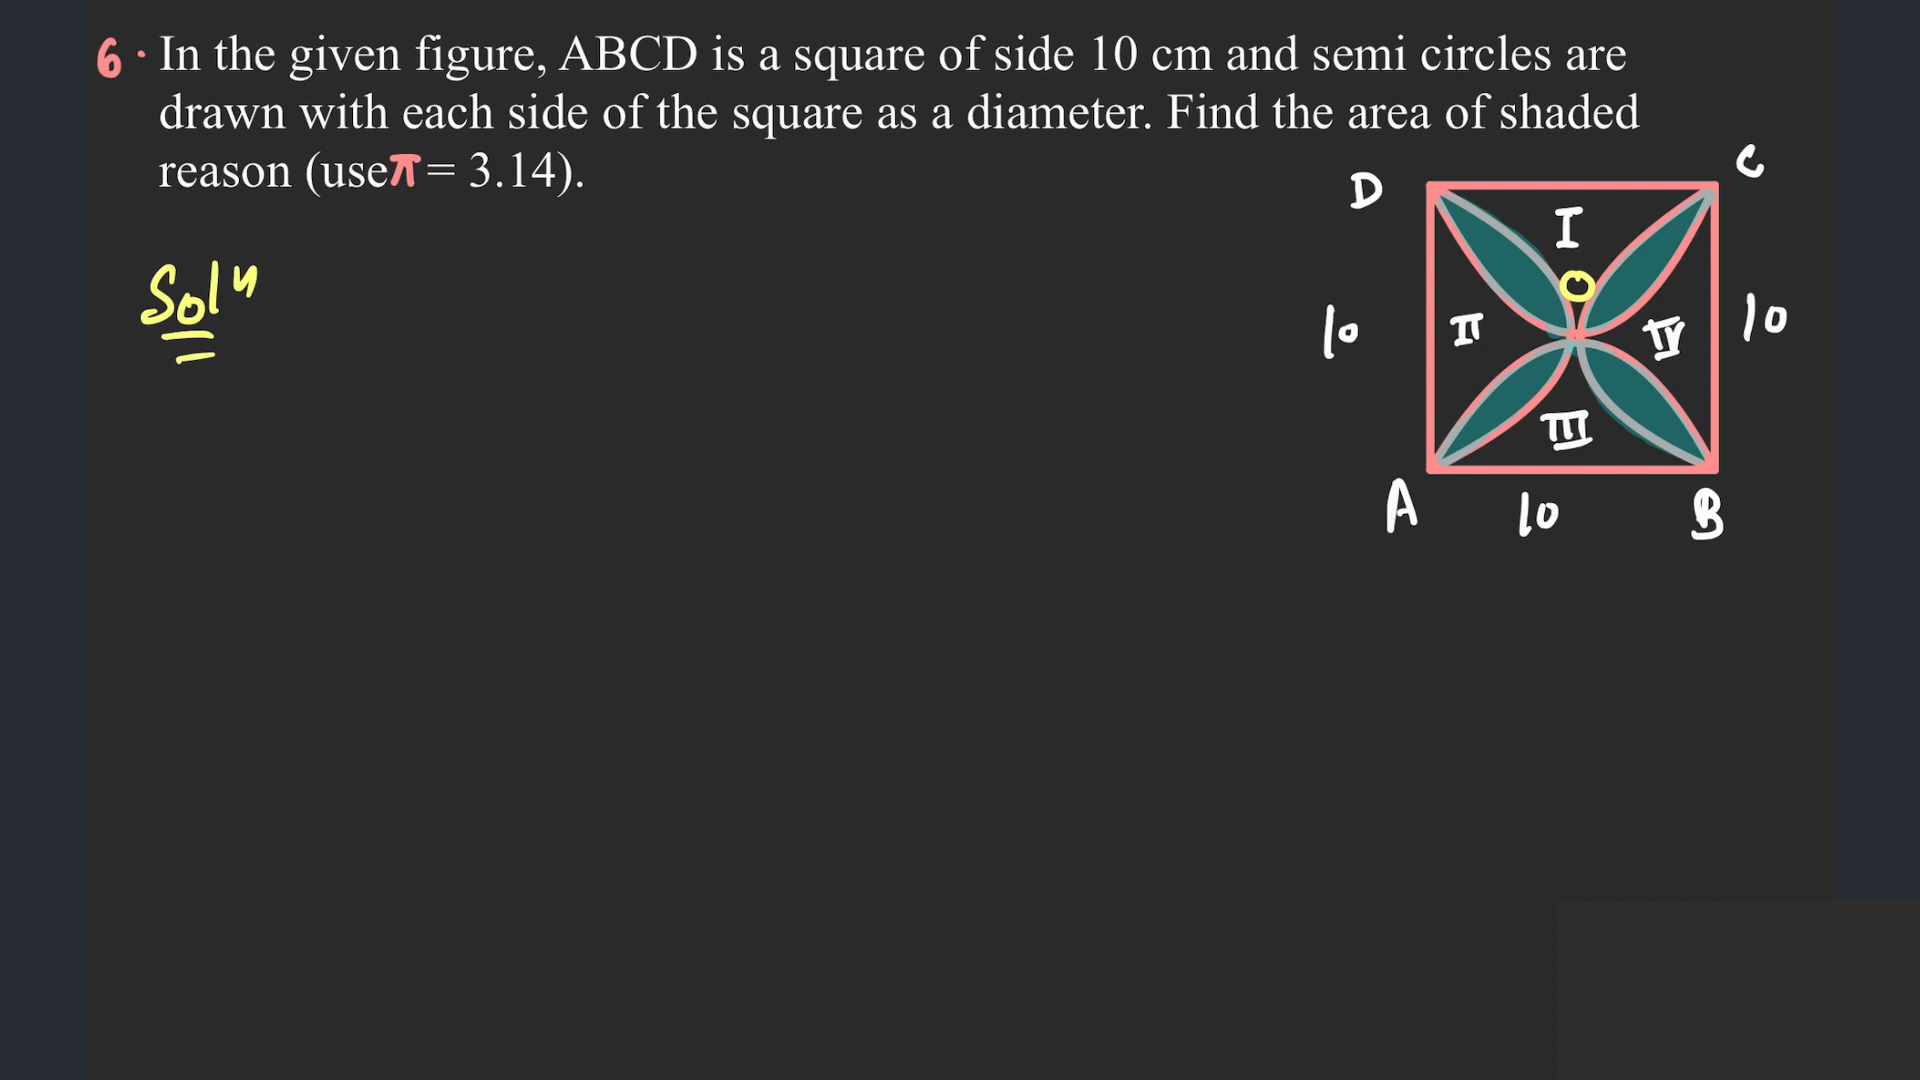 6. In the given figure, ABCD is a square of side 10 cm and semi circles are
drawn with each side of the square as a diameter. Find the area of shaded
reason (use π = 3.14).
Solⁿ
D
C
I
O
10
II
IV
10
III
A
10
B